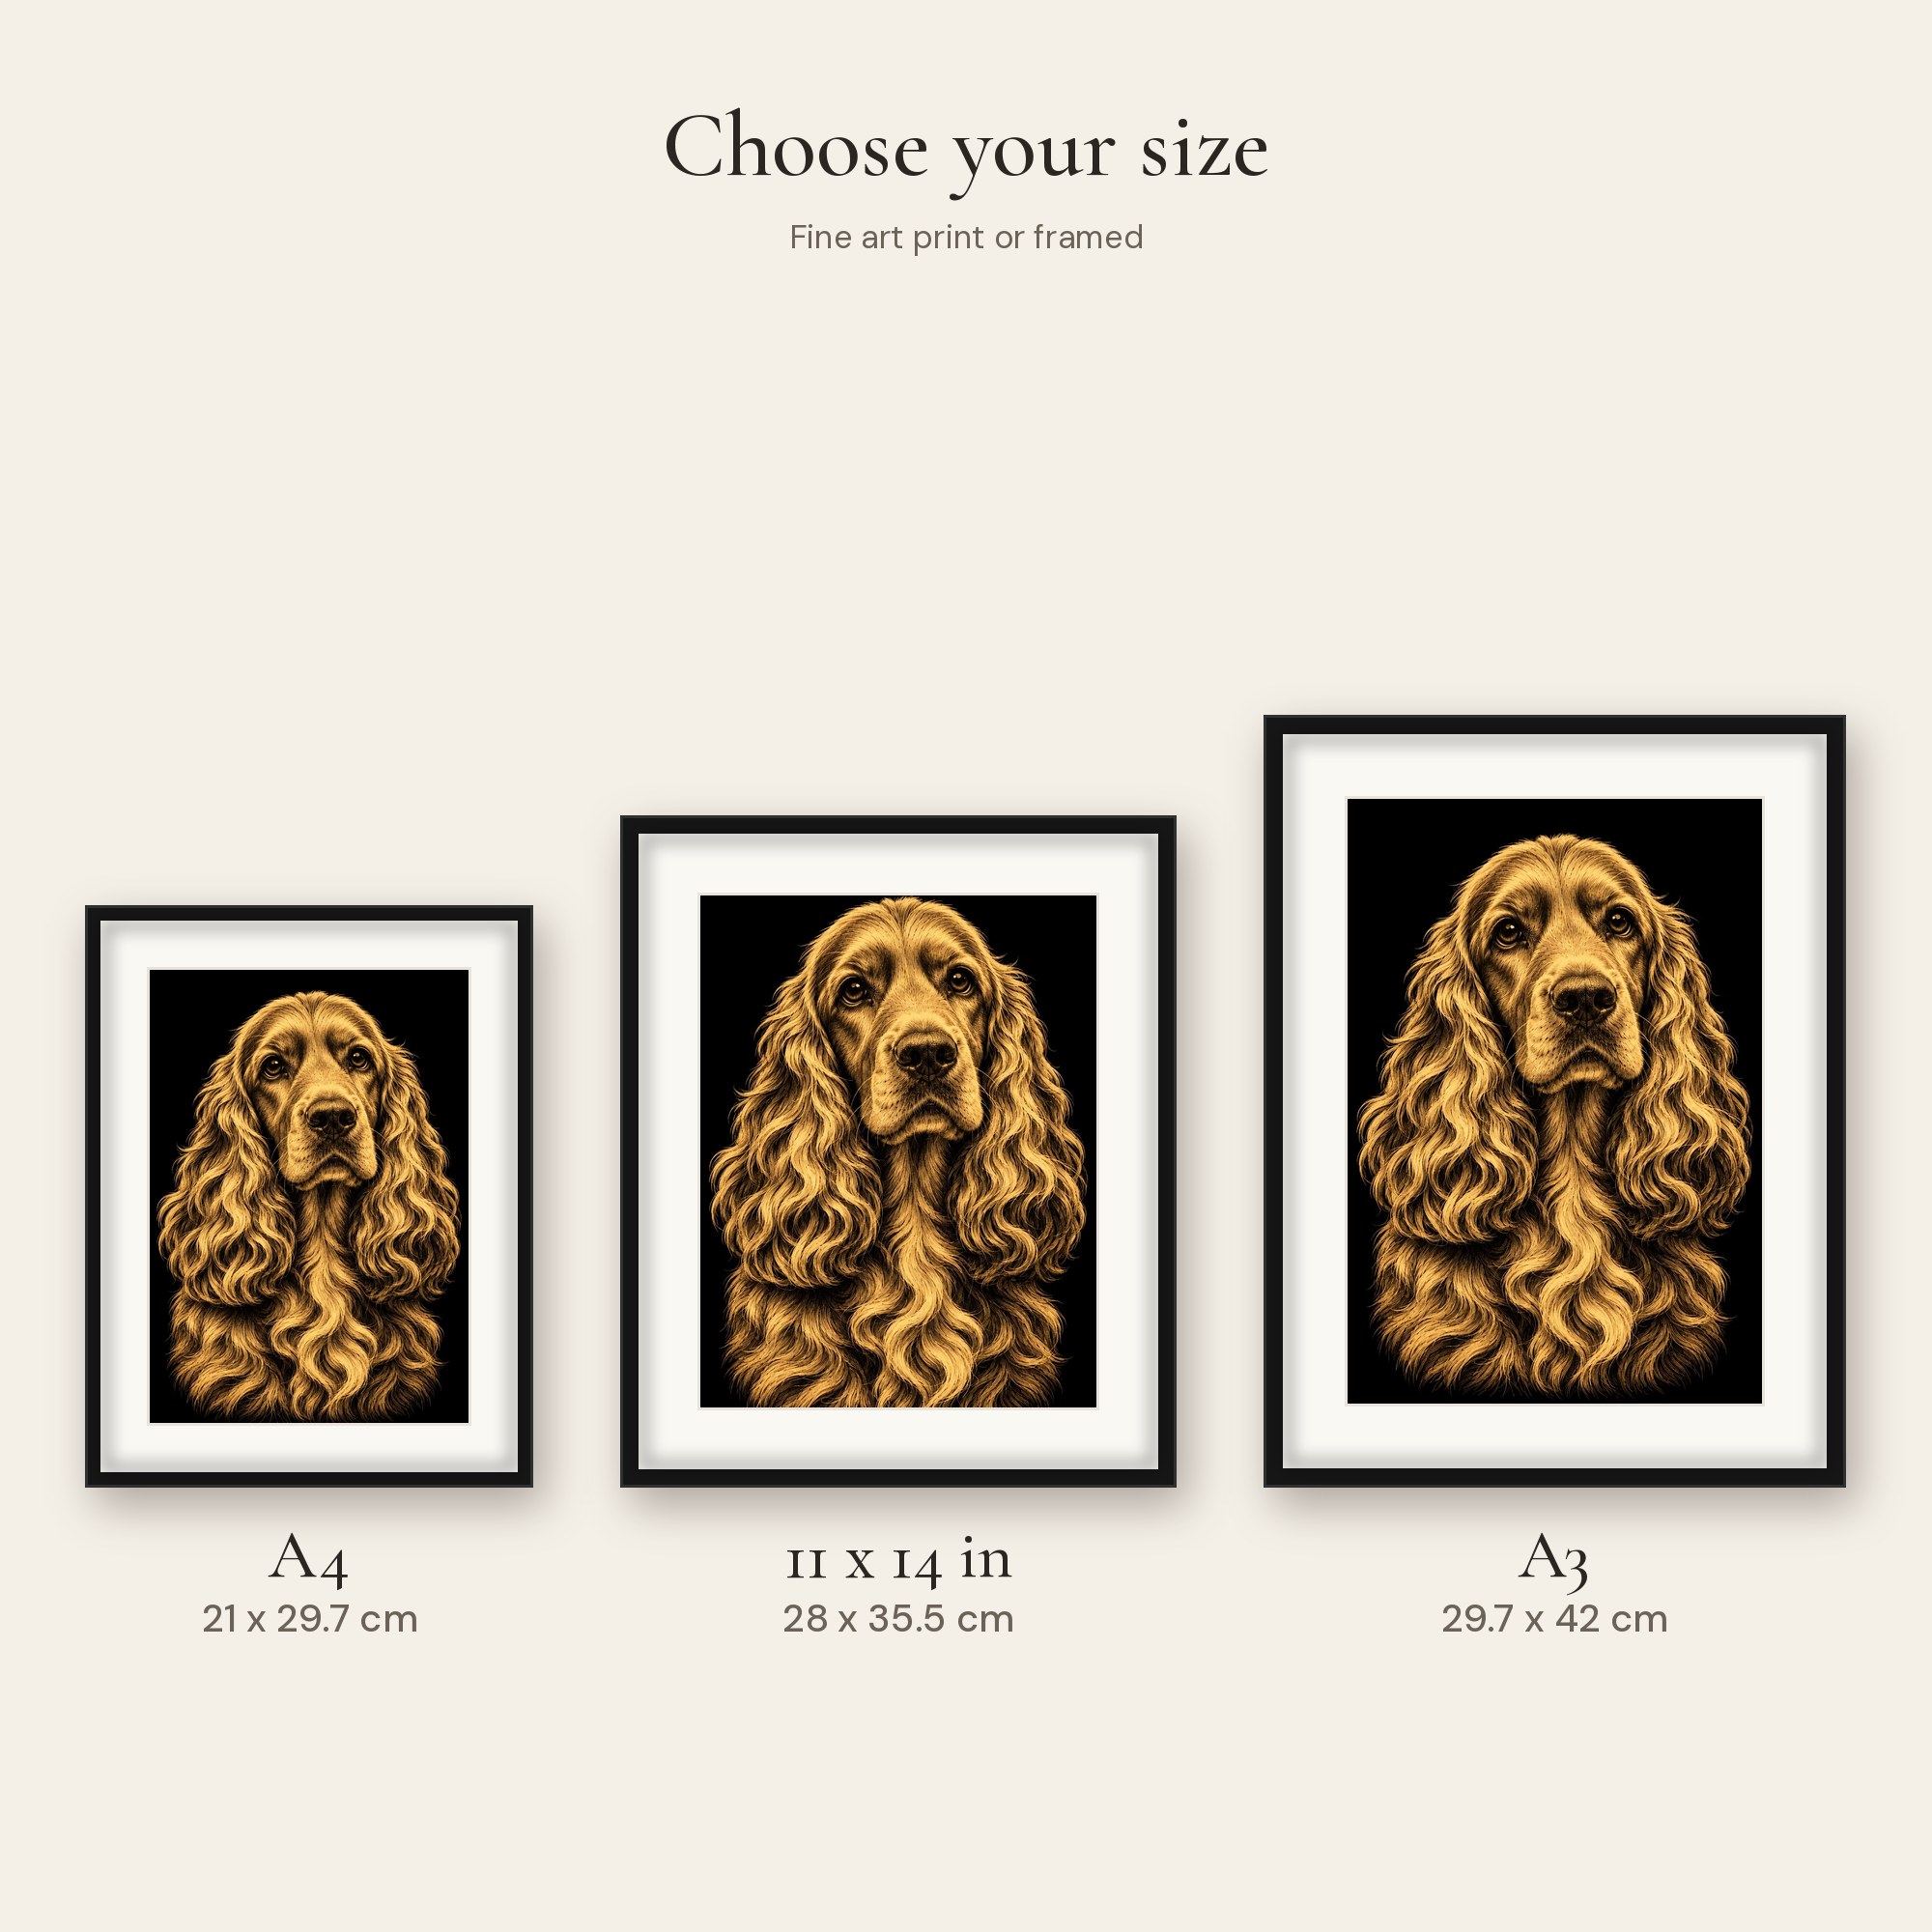 Choose your size
Fine art print or framed
A4
21 x 29.7 cm
11 x 14 in
28 x 35.5 cm
A3
29.7 x 42 cm